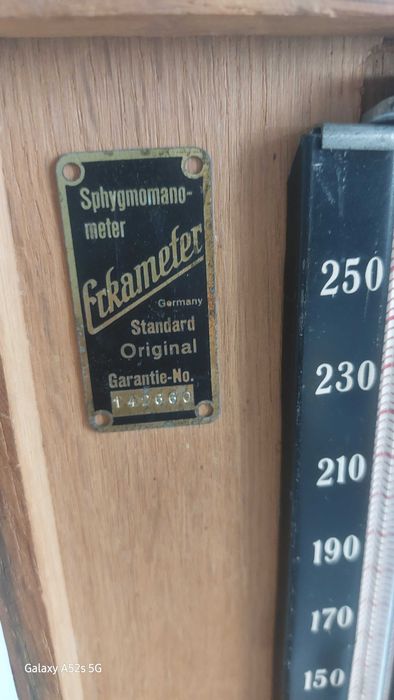 Sphygmomano-
meter
Erkameter
Germany
Standard
Original
Garantie-No.
142660
250
230
210
190
170
150
Galaxy A52s 5G